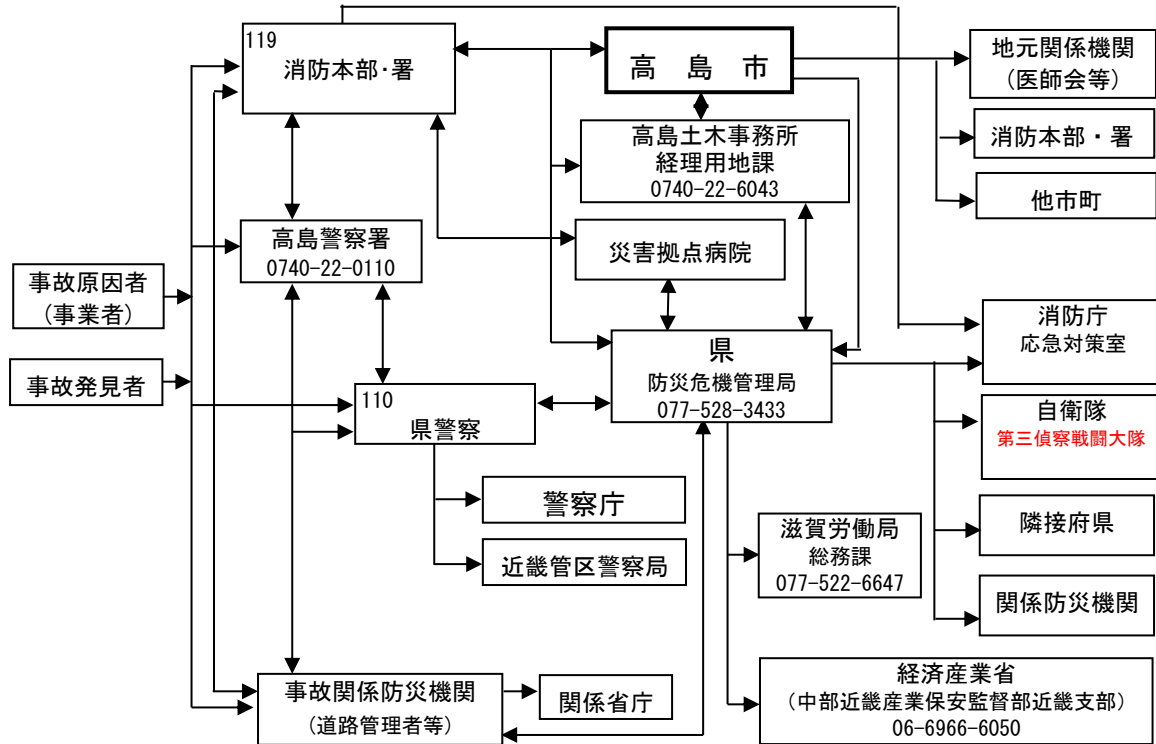 119
消防本部・署
高　島　市
地元関係機関
（医師会等）
消防本部・署
他市町
高島土木事務所
経理用地課
0740-22-6043
高島警察署
0740-22-0110
災害拠点病院
事故原因者
（事業者）
事故発見者
県
防災危機管理局
077-528-3433
消防庁
応急対策室
110
県警察
自衛隊
第三偵察戦闘大隊
警察庁
近畿管区警察局
滋賀労働局
総務課
077-522-6647
隣接府県
関係防災機関
事故関係防災機関
（道路管理者等）
関係省庁
経済産業省
（中部近畿産業保安監督部近畿支部）
06-6966-6050